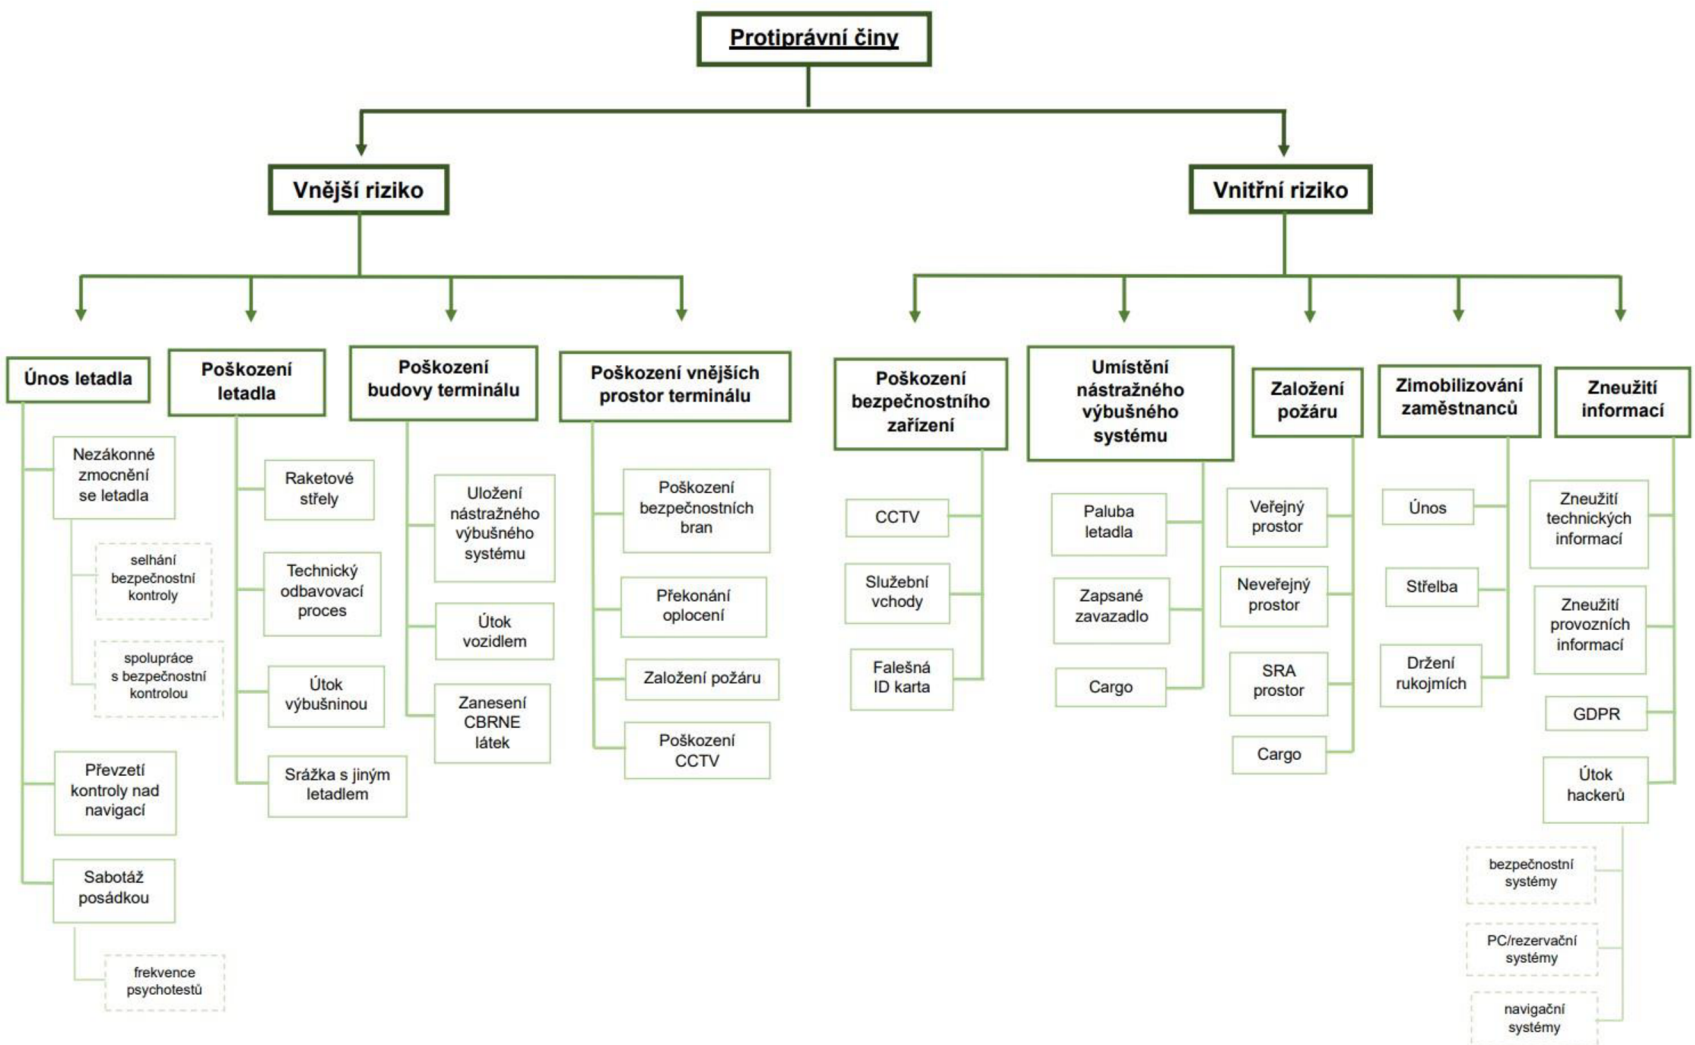 Protiprávní činy
Vnější riziko
Vnitřní riziko
Únos letadla
Nezákonné
zmocnění
se letadla
selhání
bezpečnostní
kontroly
spolupráce
s bezpečnostní
kontrolou
Převzetí
kontroly nad
navigací
Sabotáž
posádkou
frekvence
psychotestů
Poškození
letadla
Raketové
střely
Technický
odbavovací
proces
Útok
výbušninou
Srážka s jiným
letadlem
Poškození
budovy terminálu
Uložení
nástražného
výbušného
systému
Útok
vozidlem
Zanesení
CBRNE
látek
Poškození vnějších
prostor terminálu
Poškození
bezpečnostních
bran
Překonání
oplocení
Založení požáru
Poškození
CCTV
Poškození
bezpečnostního
zařízení
CCTV
Služební
vchody
Falešná
ID karta
Umístění
nástražného
výbušného
systému
Paluba
letadla
Zapsané
zavazadlo
Cargo
Založení
požáru
Veřejný
prostor
Neveřejný
prostor
SRA
prostor
Cargo
Zimobilizování
zaměstnanců
Únos
Střelba
Držení
rukojmích
Zneužití
informací
Zneužití
technických
informací
Zneužití
provozních
informací
GDPR
Útok
hackerů
bezpečnostní
systémy
PC/rezervační
systémy
navigační
systémy